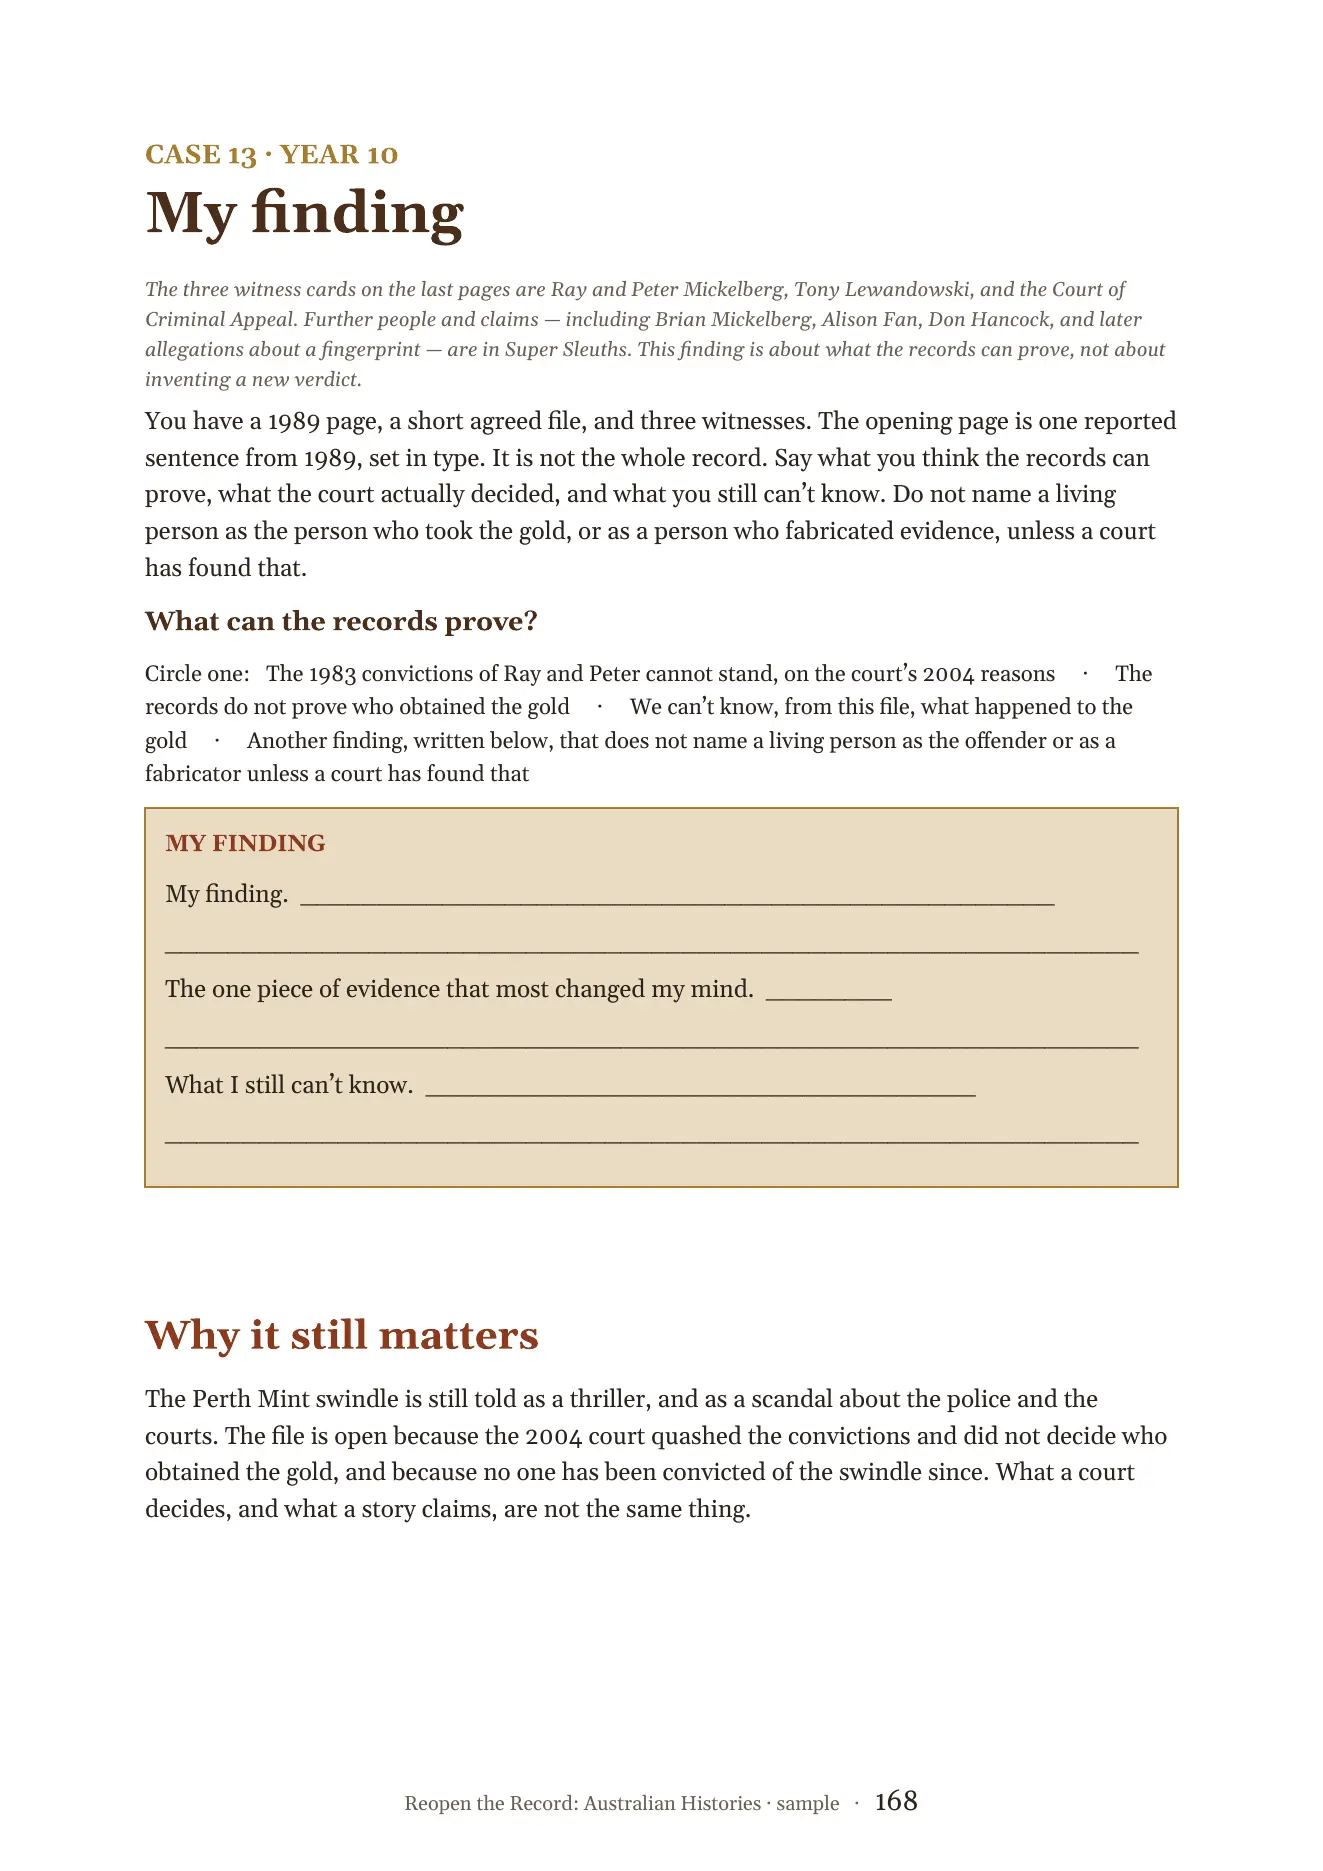 CASE 13 · YEAR 10
My finding
The three witness cards on the last pages are Ray and Peter Mickelberg, Tony Lewandowski, and the Court of
Criminal Appeal. Further people and claims — including Brian Mickelberg, Alison Fan, Don Hancock, and later
allegations about a fingerprint — are in Super Sleuths. This finding is about what the records can prove, not about
inventing a new verdict.
You have a 1989 page, a short agreed file, and three witnesses. The opening page is one reported
sentence from 1989, set in type. It is not the whole record. Say what you think the records can
prove, what the court actually decided, and what you still can’t know. Do not name a living
person as the person who took the gold, or as a person who fabricated evidence, unless a court
has found that.
What can the records prove?
Circle one: The 1983 convictions of Ray and Peter cannot stand, on the court’s 2004 reasons · The
records do not prove who obtained the gold · We can’t know, from this file, what happened to the
gold · Another finding, written below, that does not name a living person as the offender or as a
fabricator unless a court has found that
MY FINDING
My finding.
The one piece of evidence that most changed my mind.
What I still can’t know.
Why it still matters
The Perth Mint swindle is still told as a thriller, and as a scandal about the police and the
courts. The file is open because the 2004 court quashed the convictions and did not decide who
obtained the gold, and because no one has been convicted of the swindle since. What a court
decides, and what a story claims, are not the same thing.
Reopen the Record: Australian Histories · sample · 168